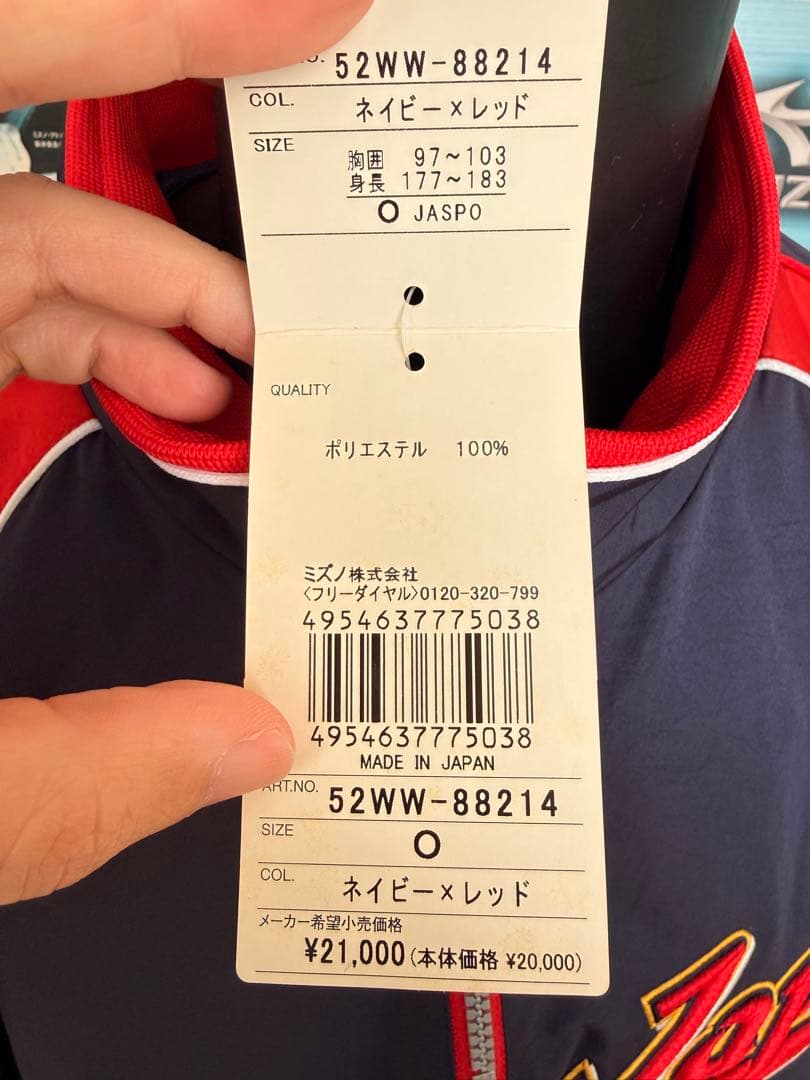 NO. 52WW-88214
COL. ネイビー×レッド
SIZE
胸囲 97~103
身長 177~183
O JASPO
QUALITY
ポリエステル 100%
ミズノ株式会社
〈フリーダイヤル〉0120-320-799
4954637775038
4954637775038
MADE IN JAPAN
ART.NO. 52WW-88214
SIZE O
COL. ネイビー×レッド
メーカー希望小売価格
¥21,000(本体価格 ¥20,000)
Jap